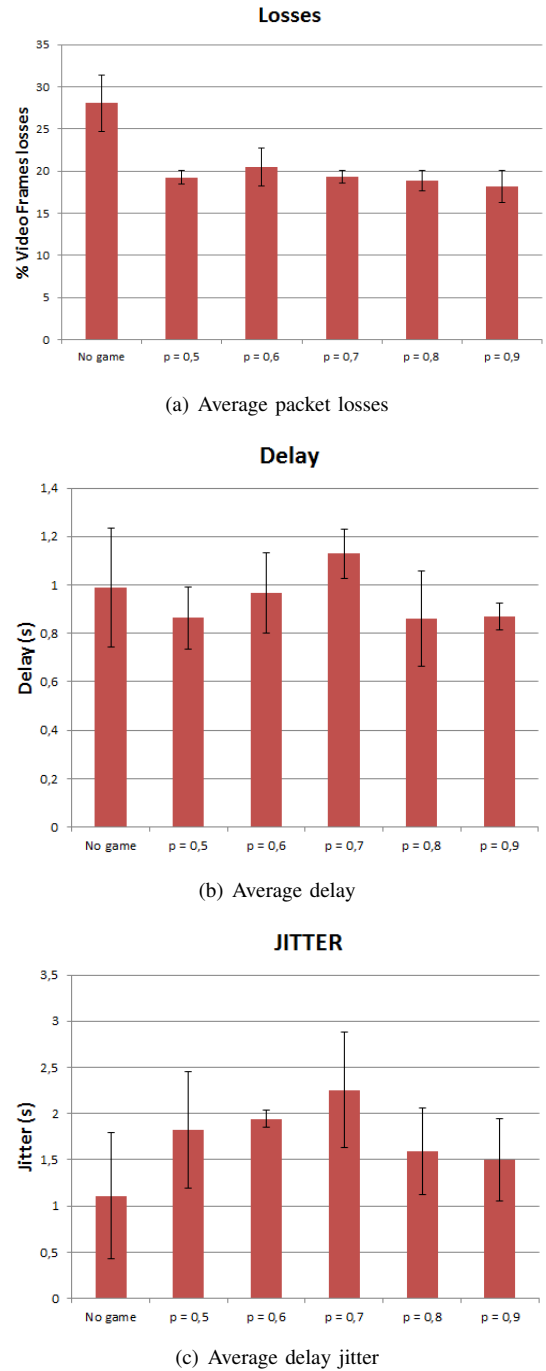 Losses
% Video Frames losses
35
30
25
20
15
10
5
0
No game p = 0,5 p = 0,6 p = 0,7 p = 0,8 p = 0,9
(a) Average packet losses
Delay
Delay (s)
1,4
1,2
1
0,8
0,6
0,4
0,2
0
No game p = 0,5 p = 0,6 p = 0,7 p = 0,8 p = 0,9
(b) Average delay
JITTER
Jitter (s)
3,5
3
2,5
2
1,5
1
0,5
0
No game p = 0,5 p = 0,6 p = 0,7 p = 0,8 p = 0,9
(c) Average delay jitter